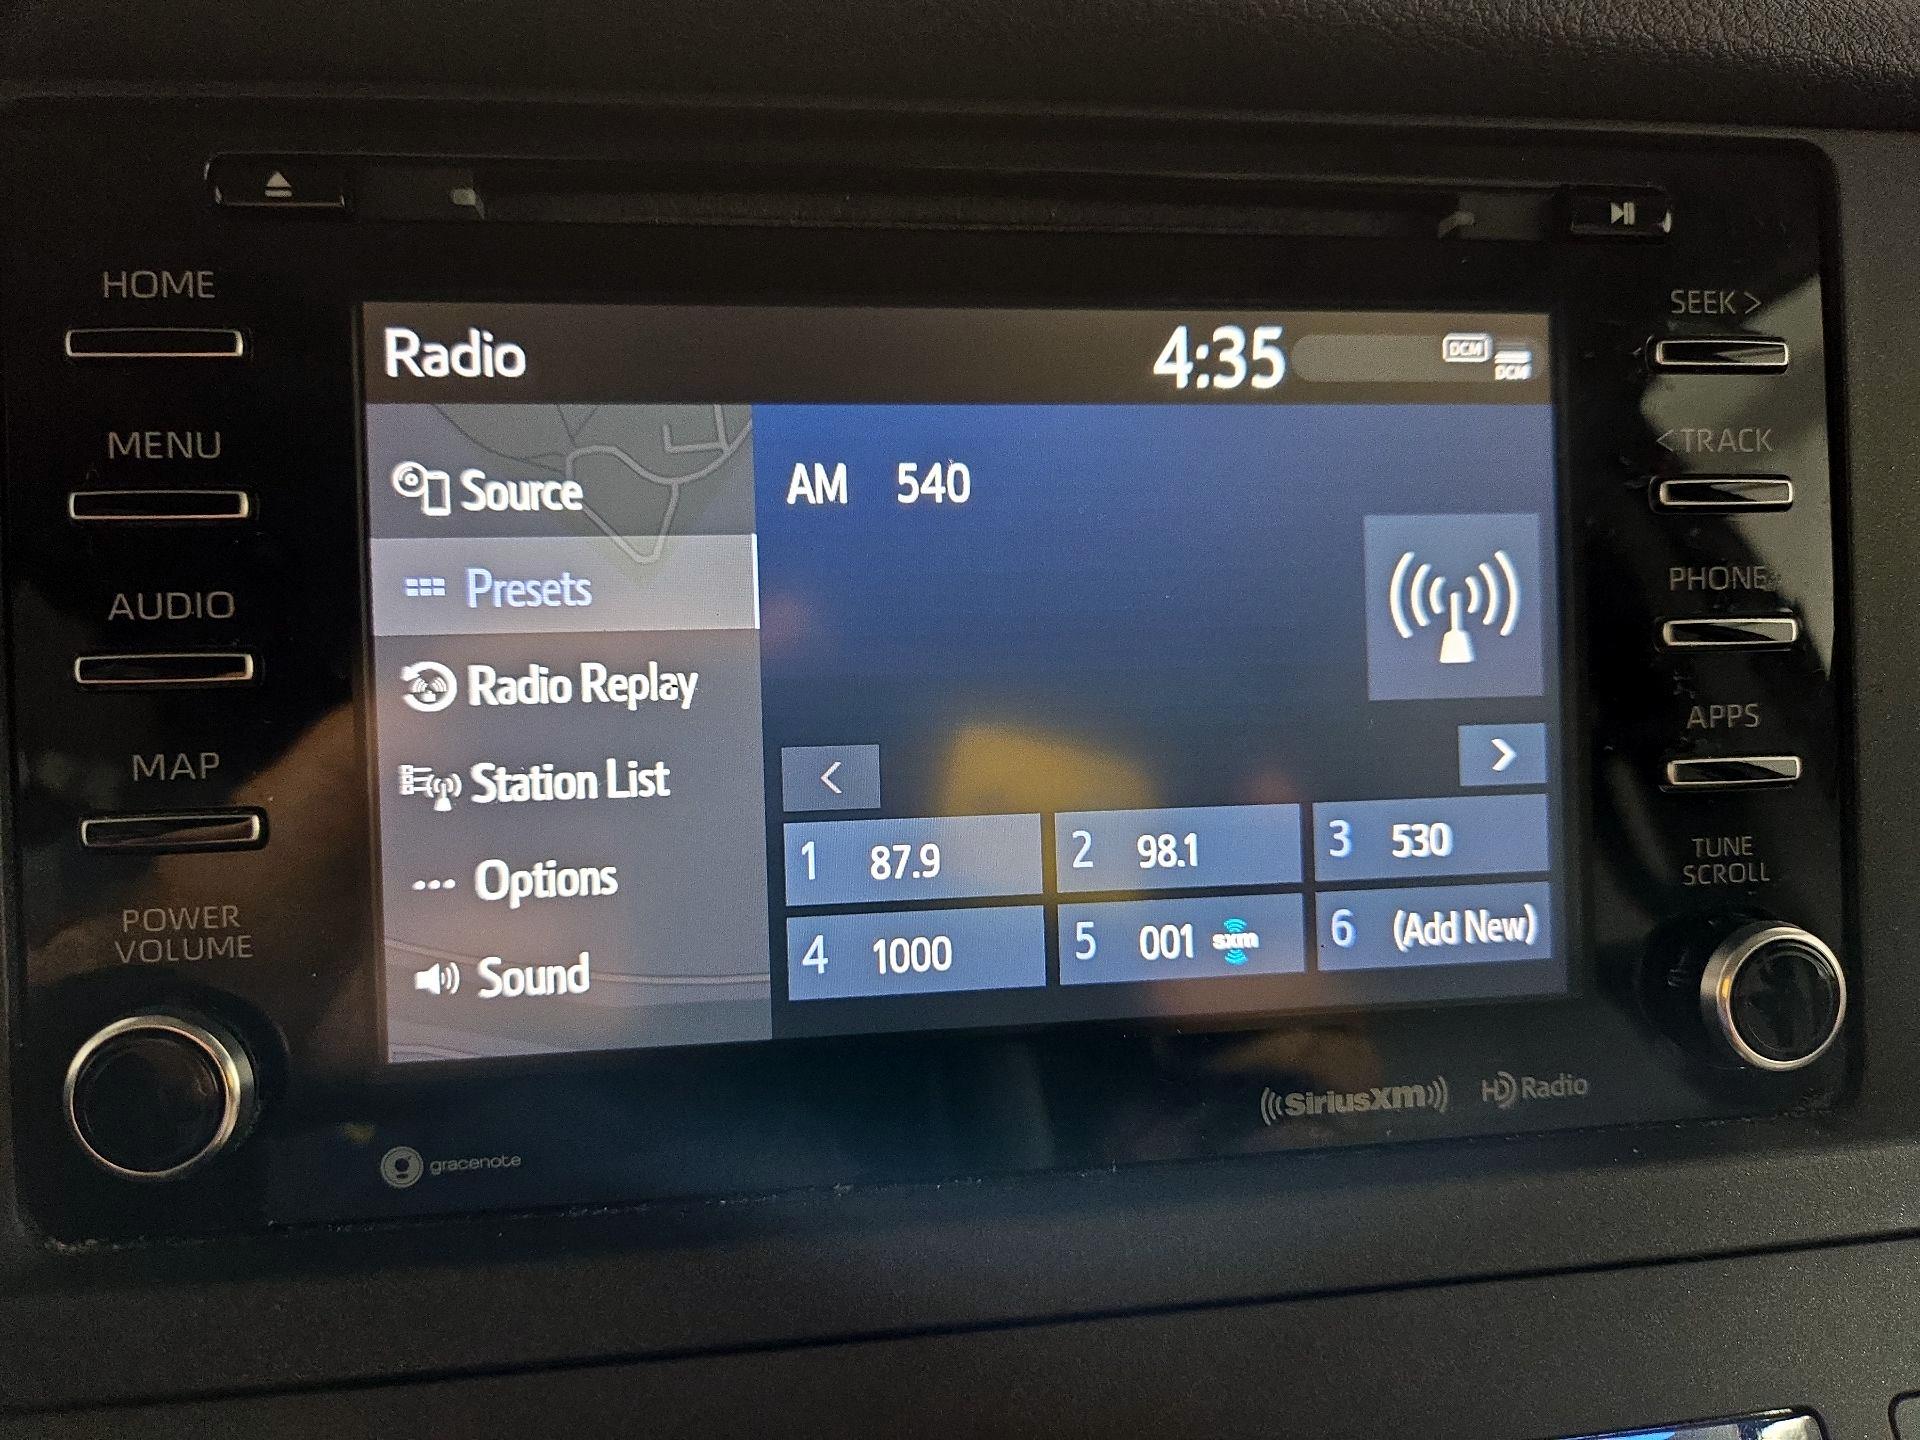 HOME
MENU
AUDIO
MAP
POWER
VOLUME
Radio
4:35
DCM
DCM
Source
Presets
Radio Replay
Station List
Options
Sound
AM 540
1 87.9
2 98.1
3 530
4 1000
5 001 sxm
6 (Add New)
SEEK >
< TRACK
PHONE
APPS
TUNE
SCROLL
gracenote
SiriusXM
HD Radio